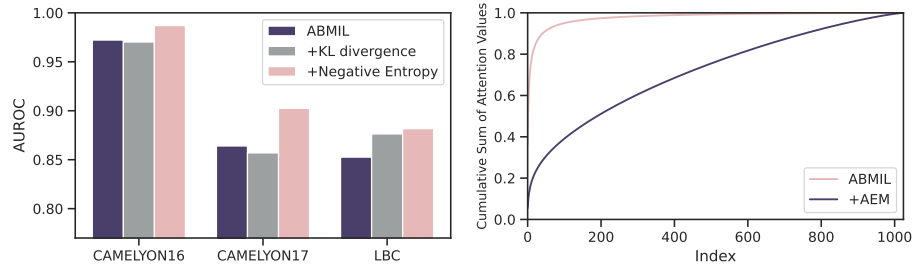 AUROC
1.00
0.95
0.90
0.85
0.80
ABMIL
+KL divergence
+Negative Entropy
CAMELYON16
CAMELYON17
LBC
Cumulative Sum of Attention Values
1.0
0.8
0.6
0.4
0.2
0.0
ABMIL
+AEM
0
200
400
600
800
1000
Index